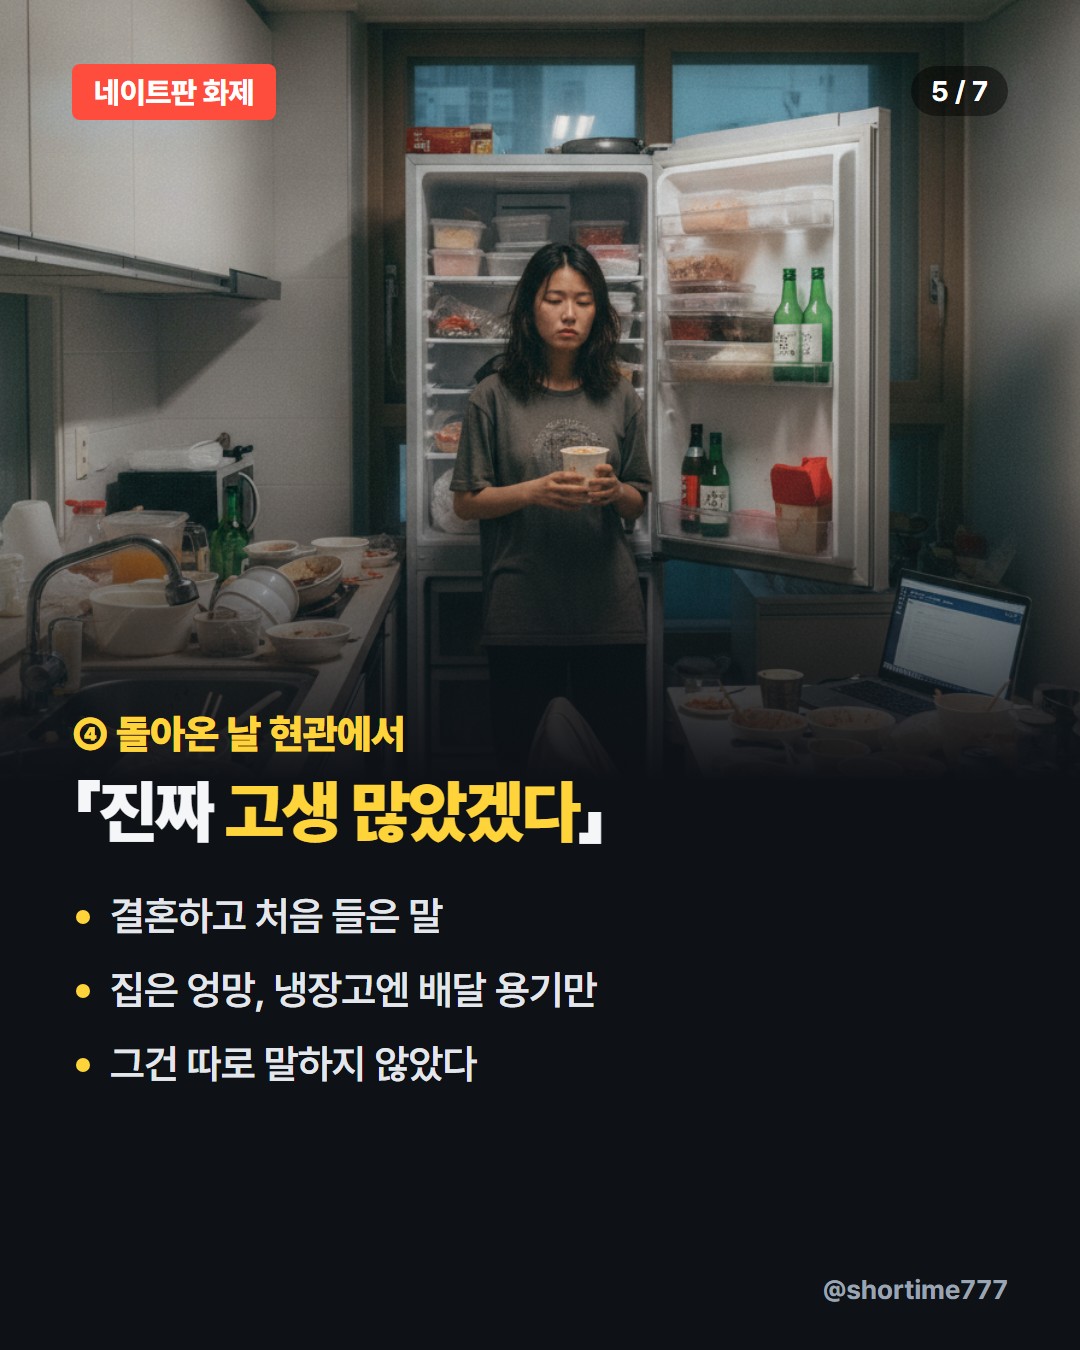 네이트판 화제
5 / 7
④ 돌아온 날 현관에서
「진짜 고생 많았겠다」
• 결혼하고 처음 들은 말
• 집은 엉망, 냉장고엔 배달 용기만
• 그건 따로 말하지 않았다
@shortime777